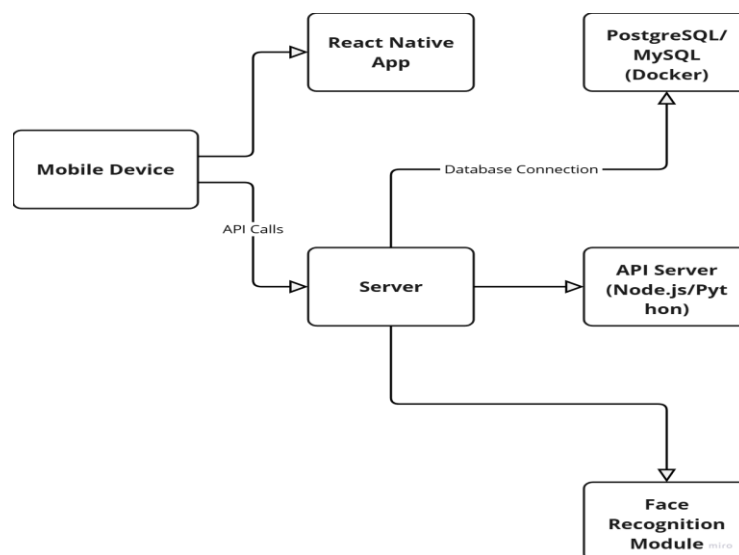 React Native
App
PostgreSQL/
MySQL
(Docker)
Mobile Device
Database Connection
API Calls
Server
API Server
(Node.js/Pyt
hon)
Face
Recognition
Module
miro